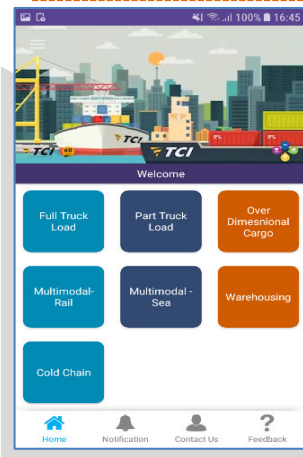 100% 16:45
TCI
TCI
Welcome
Full Truck
Load
Part Truck
Load
Over
Dimesnional
Cargo
Multimodal-
Rail
Multimodal -
Sea
Warehousing
Cold Chain
Home
Notification
Contact Us
Feedback